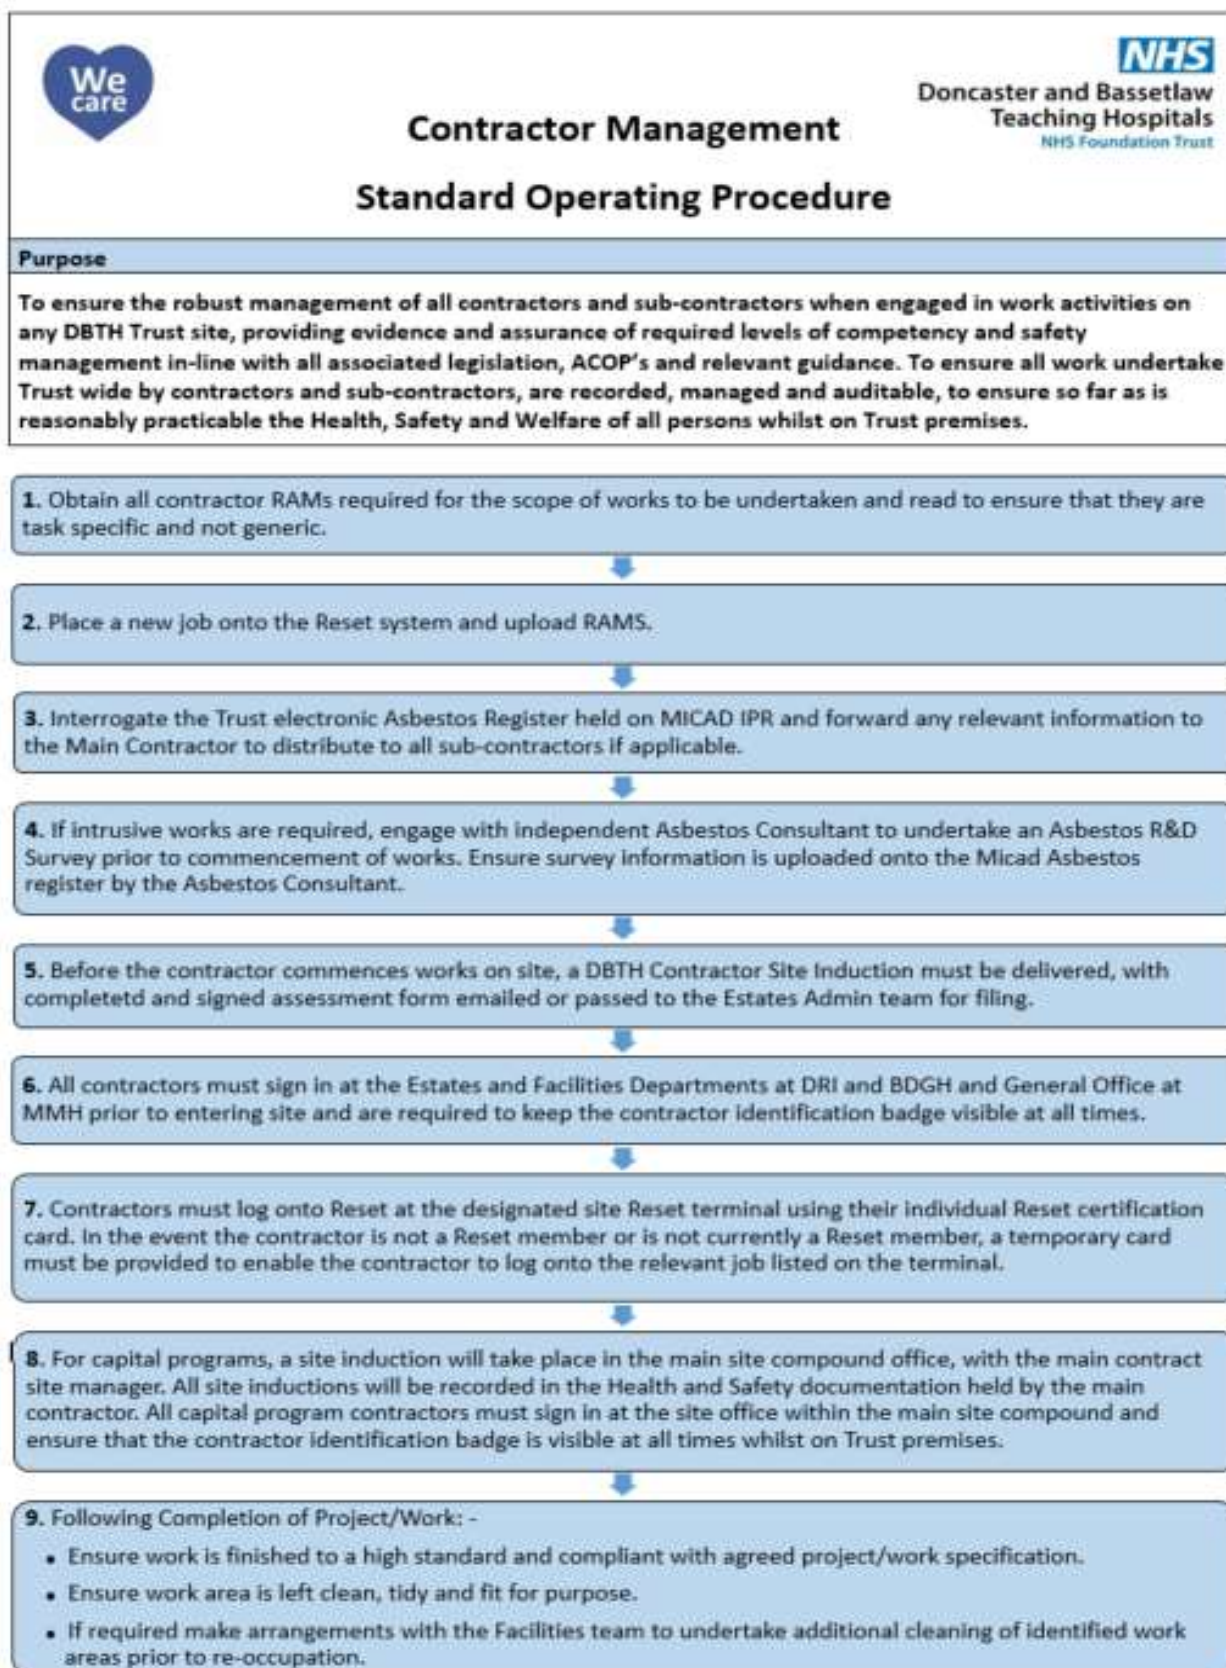 We
care
NHS
Doncaster and Bassetlaw
Teaching Hospitals
NHS Foundation Trust
Contractor Management
Standard Operating Procedure
Purpose
To ensure the robust management of all contractors and sub-contractors when engaged in work activities on
any DBTH Trust site, providing evidence and assurance of required levels of competency and safety
management in-line with all associated legislation, ACOP's and relevant guidance. To ensure all work undertake
Trust wide by contractors and sub-contractors, are recorded, managed and auditable, to ensure so far as is
reasonably practicable the Health, Safety and Welfare of all persons whilst on Trust premises.
1. Obtain all contractor RAMs required for the scope of works to be undertaken and read to ensure that they are
task specific and not generic.
2. Place a new job onto the Reset system and upload RAMS.
3. Interrogate the Trust electronic Asbestos Register held on MICAD IPR and forward any relevant information to
the Main Contractor to distribute to all sub-contractors if applicable.
4. If intrusive works are required, engage with independent Asbestos Consultant to undertake an Asbestos R&D
Survey prior to commencement of works. Ensure survey information is uploaded onto the Micad Asbestos
register by the Asbestos Consultant.
5. Before the contractor commences works on site, a DBTH Contractor Site Induction must be delivered, with
completetd and signed assessment form emailed or passed to the Estates Admin team for filing.
6. All contractors must sign in at the Estates and Facilities Departments at DRI and BDGH and General Office at
MMH prior to entering site and are required to keep the contractor identification badge visible at all times.
7. Contractors must log onto Reset at the designated site Reset terminal using their individual Reset certification
card. In the event the contractor is not a Reset member or is not currently a Reset member, a temporary card
must be provided to enable the contractor to log onto the relevant job listed on the terminal.
8. For capital programs, a site induction will take place in the main site compound office, with the main contract
site manager. All site inductions will be recorded in the Health and Safety documentation held by the main
contractor. All capital program contractors must sign in at the site office within the main site compound and
ensure that the contractor identification badge is visible at all times whilst on Trust premises.
9. Following Completion of Project/Work: -
• Ensure work is finished to a high standard and compliant with agreed project/work specification.
• Ensure work area is left clean, tidy and fit for purpose.
• If required make arrangements with the Facilities team to undertake additional cleaning of identified work
areas prior to re-occupation.